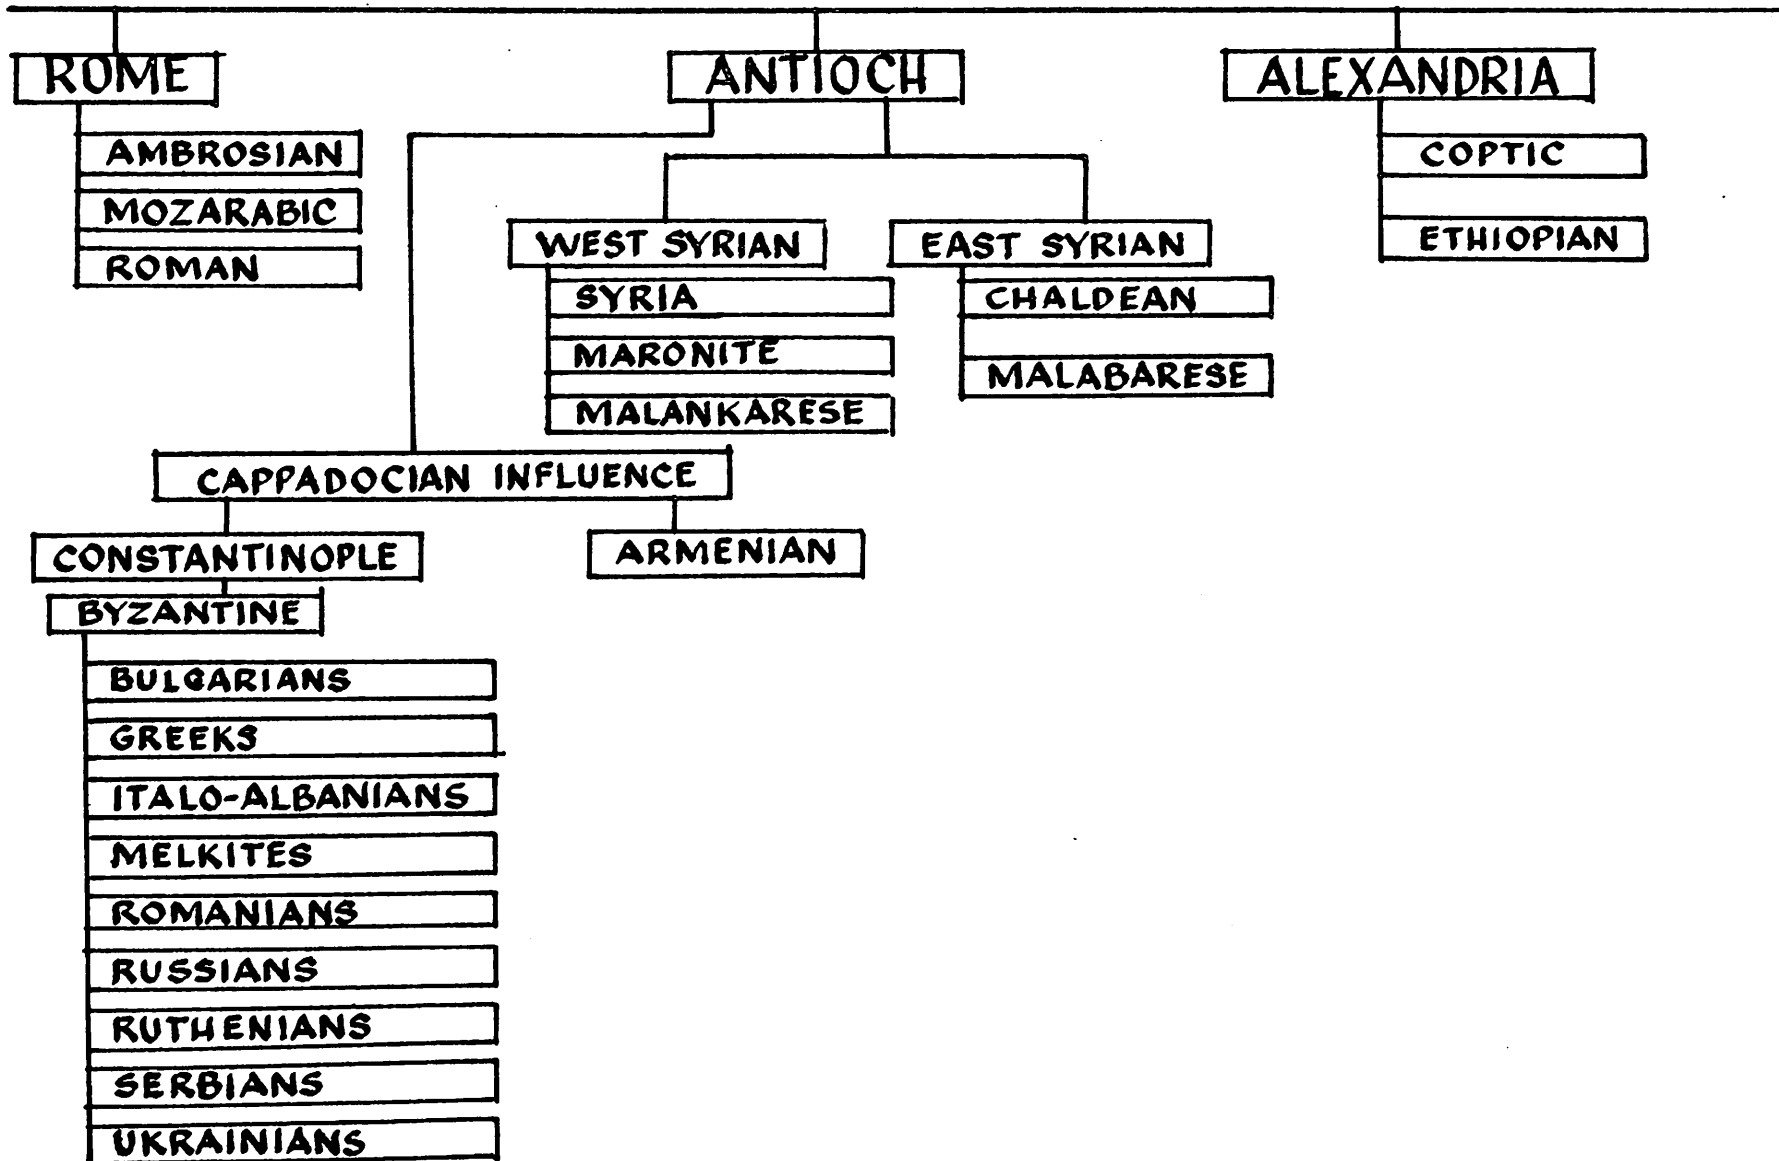 ROME
AMBROSIAN
MOZARABIC
ROMAN
ANTIOCH
WEST SYRIAN
SYRIA
MARONITE
MALANKARESE
EAST SYRIAN
CHALDEAN
MALABARESE
CAPPADOCIAN INFLUENCE
CONSTANTINOPLE
BYZANTINE
BULGARIANS
GREEKS
ITALO-ALBANIANS
MELKITES
ROMANIANS
RUSSIANS
RUTHENIANS
SERBIANS
UKRAINIANS
ARMENIAN
ALEXANDRIA
COPTIC
ETHIOPIAN